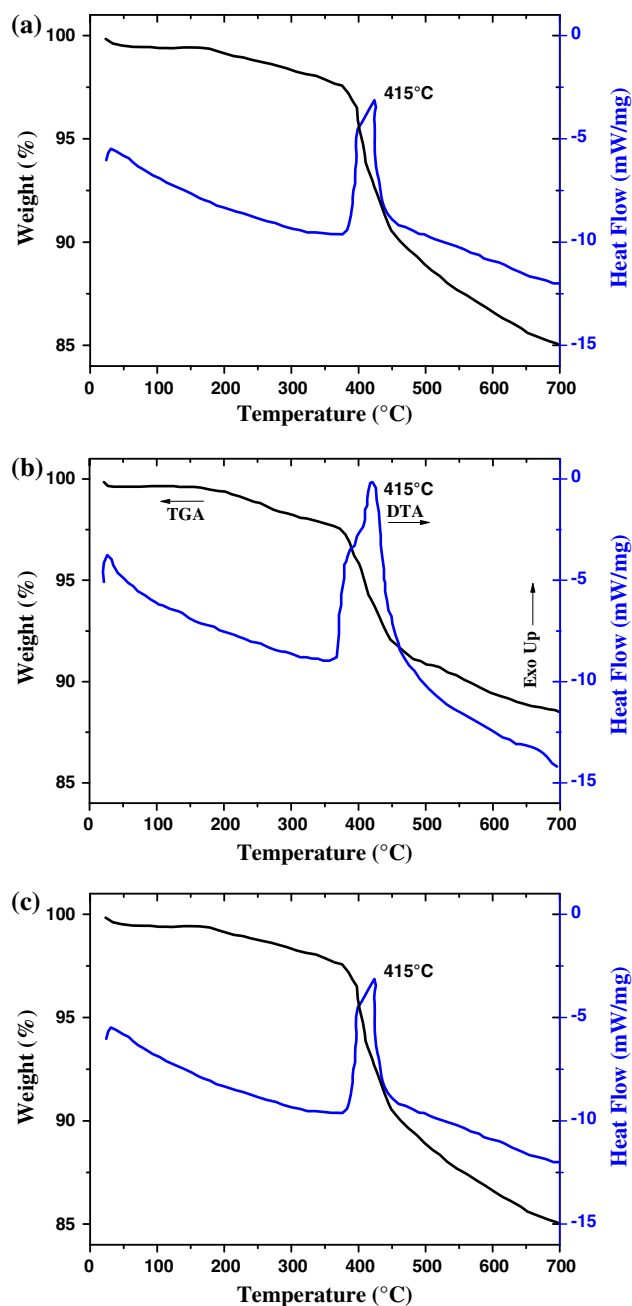 (a)
100
95
90
85
Weight (%)
415°C
0
-5
-10
-15
Heat Flow (mW/mg)
0 100 200 300 400 500 600 700
Temperature (°C)
(b)
100
95
90
85
Weight (%)
TGA
415°C
DTA
Exo Up
0
-5
-10
-15
Heat Flow (mW/mg)
0 100 200 300 400 500 600 700
Temperature (°C)
(c)
100
95
90
85
Weight (%)
415°C
0
-5
-10
-15
Heat Flow (mW/mg)
0 100 200 300 400 500 600 700
Temperature (°C)